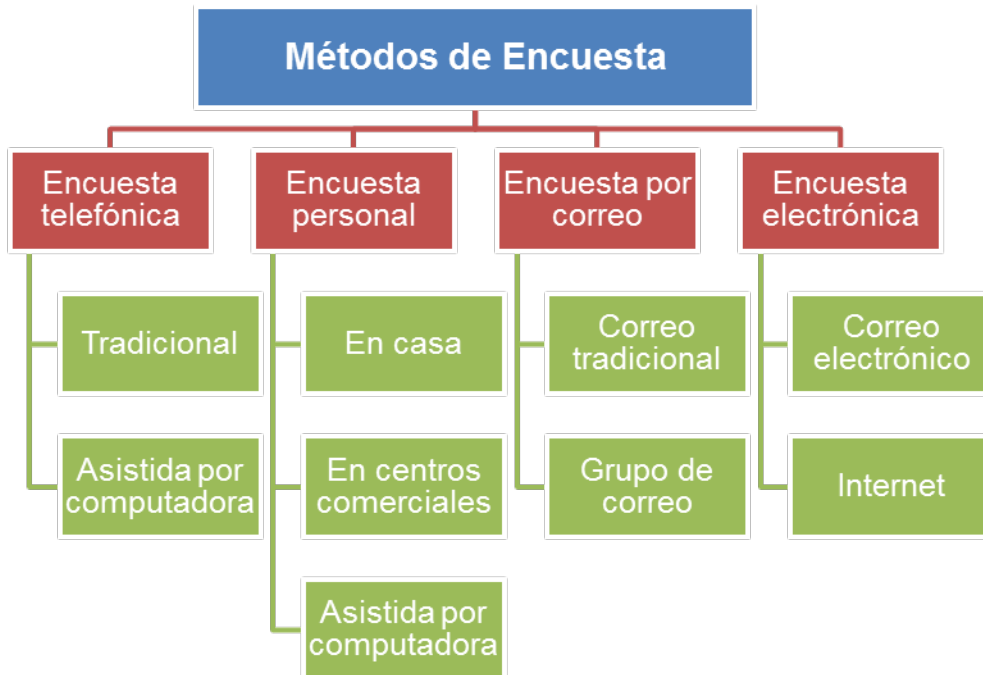 Métodos de Encuesta
Encuesta
telefónica
Tradicional
Asistida por
computadora
Encuesta
personal
En casa
En centros
comerciales
Asistida por
computadora
Encuesta por
correo
Correo
tradicional
Grupo de
correo
Encuesta
electrónica
Correo
electrónico
Internet